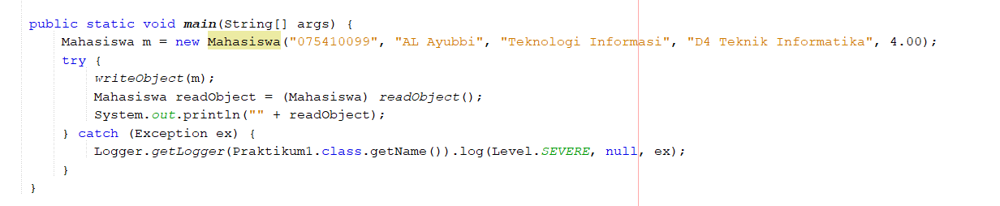 public static void main(String[] args) {
    Mahasiswa m = new Mahasiswa("075410099", "AL Ayubbi", "Teknologi Informasi", "D4 Teknik Informatika", 4.00);
    try {
        writeObject(m);
        Mahasiswa readObject = (Mahasiswa) readObject();
        System.out.println("" + readObject);
    } catch (Exception ex) {
        Logger.getLogger(Praktikum1.class.getName()).log(Level.SEVERE, null, ex);
    }
}